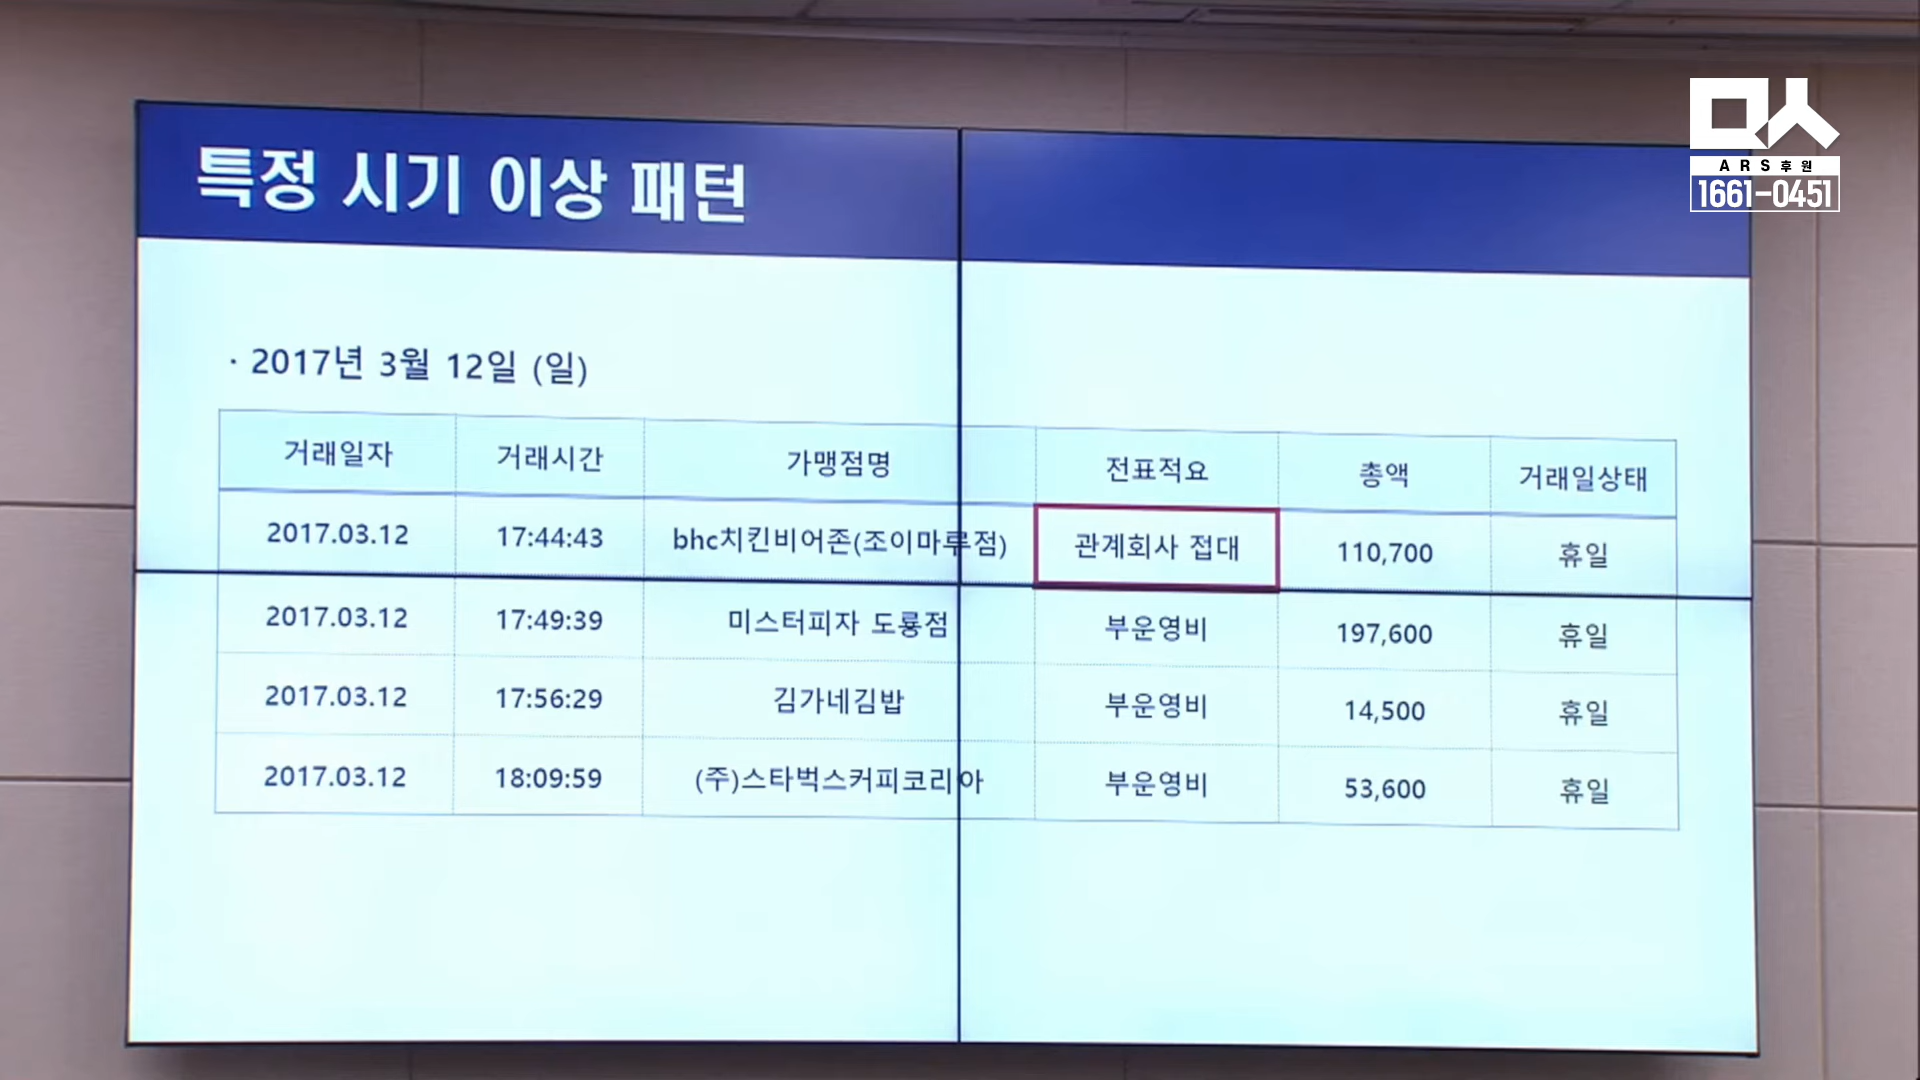 특정 시기 이상 패턴
ARS후원
1661-0451
· 2017년 3월 12일 (일)
거래일자 거래시간 가맹점명 전표적요 총액 거래일상태
2017.03.12 17:44:43 bhc치킨비어존(조이마루점) 관계회사 접대 110,700 휴일
2017.03.12 17:49:39 미스터피자 도룡점 부운영비 197,600 휴일
2017.03.12 17:56:29 김가네김밥 부운영비 14,500 휴일
2017.03.12 18:09:59 (주)스타벅스커피코리아 부운영비 53,600 휴일